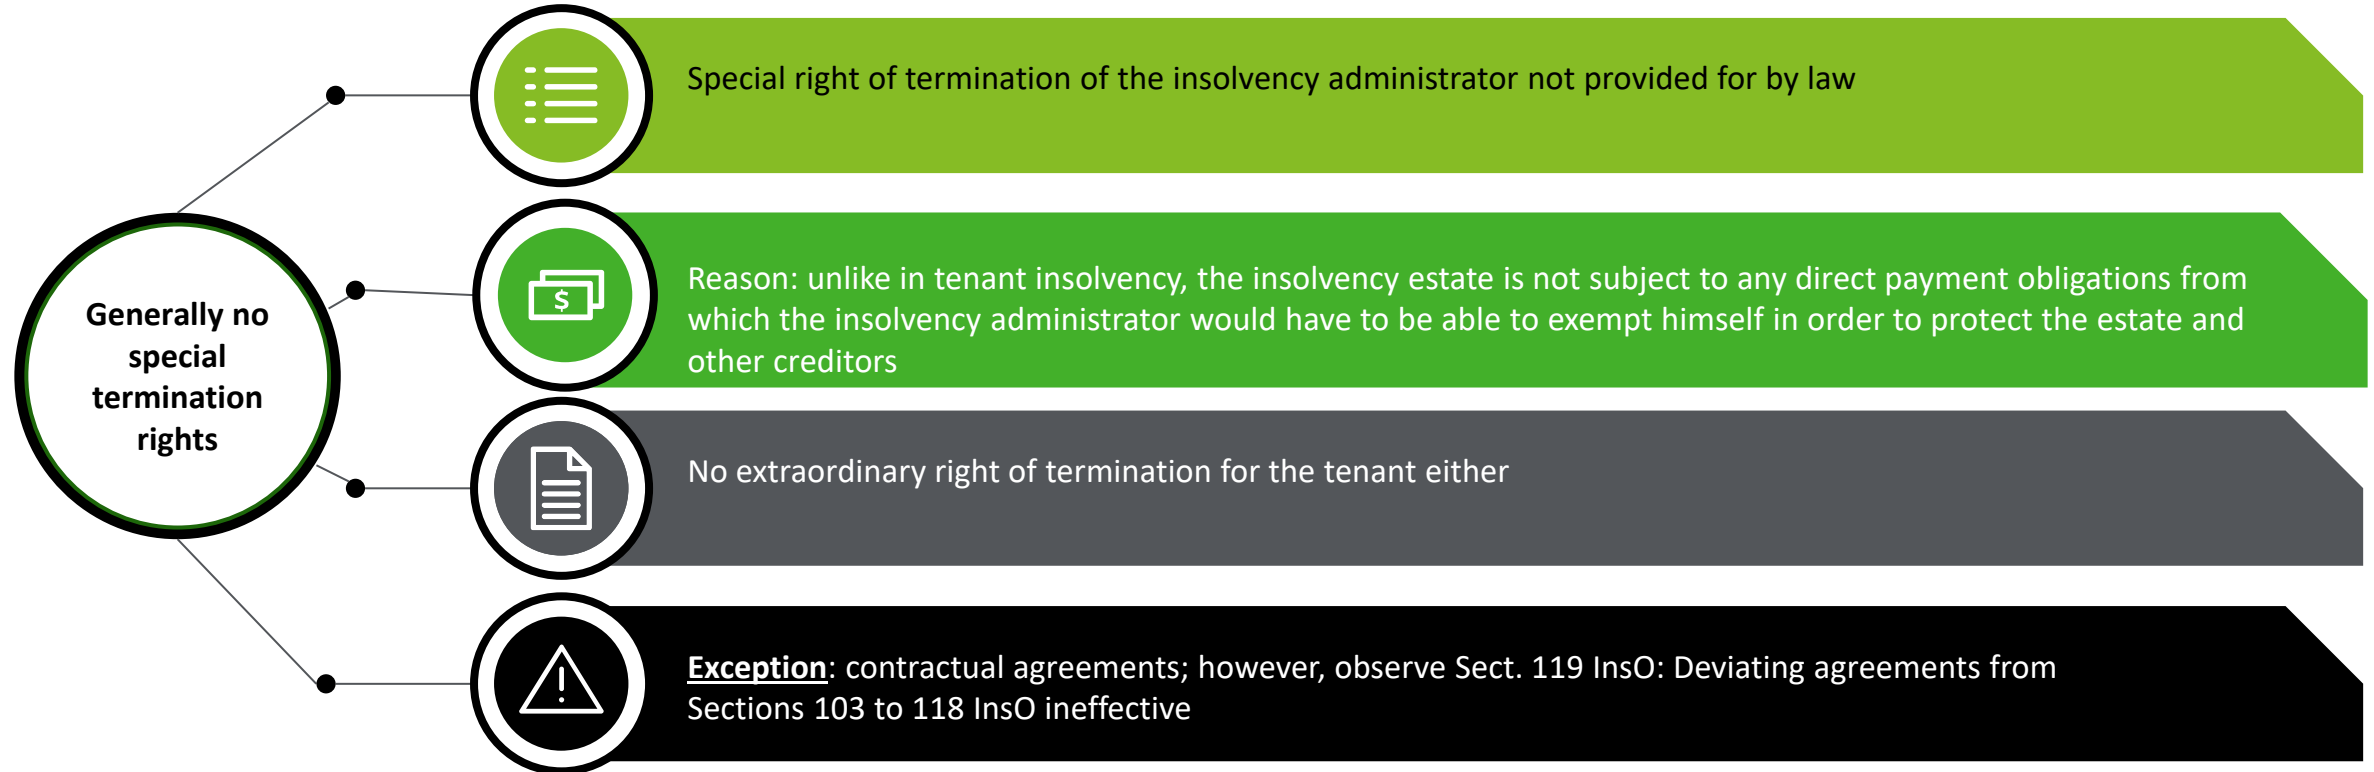 Generally no
special
termination
rights
Special right of termination of the insolvency administrator not provided for by law
$
Reason: unlike in tenant insolvency, the insolvency estate is not subject to any direct payment obligations from
which the insolvency administrator would have to be able to exempt himself in order to protect the estate and
other creditors
No extraordinary right of termination for the tenant either
Exception: contractual agreements; however, observe Sect. 119 InsO: Deviating agreements from
Sections 103 to 118 InsO ineffective